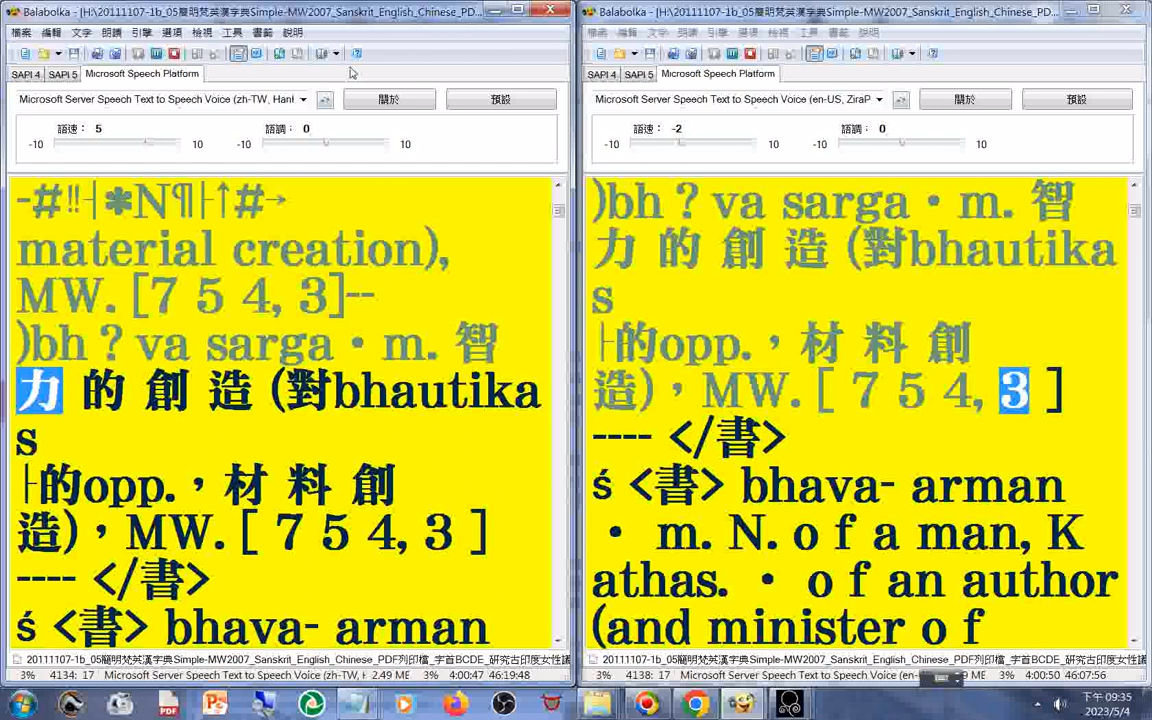 Balabolka - [H:\20111107-1b_05簡明梵英漢字典Simple-MW2007_Sanskrit_English_Chinese_PD...
檔案 編輯 文字 朗讀 引擎 選項 檢視 工具 書籤 說明
SAPI 4 SAPI 5 Microsoft Speech Platform
Microsoft Server Speech Text to Speech Voice (zh-TW, Hanl 關於 預設
語速： 5 語調： 0
-10 10 -10 10
-#‼┤✱N¶├↑#→
material creation),
MW. [7 5 4, 3]--
)bh ? va sarga • m. 智
力 的 創 造 (對bhautika
s
├的opp.，材 料 創
造)，MW. [ 7 5 4, 3 ]
---- </書>
ś <書> bhava- arman
20111107-1b_05簡明梵英漢字典Simple-MW2007_Sanskrit_English_Chinese_PDF列印檔_字首BCDE_研究古印度女性議
3% 4134: 17 Microsoft Server Speech Text to Speech Voice (zh-TW, H 2.49 ME 3% 4:00:47 46:19:48
Balabolka - [H:\20111107-1b_05簡明梵英漢字典Simple-MW2007_Sanskrit_English_Chinese_PD...
檔案 編輯 文字 朗讀 引擎 選項 檢視 工具 書籤 說明
SAPI 4 SAPI 5 Microsoft Speech Platform
Microsoft Server Speech Text to Speech Voice (en-US, ZiraP 關於 預設
語速： -2 語調： 0
-10 10 -10 10
)bh ? va sarga • m. 智
力 的 創 造 (對bhautika
s
├的opp.，材 料 創
造)，MW. [ 7 5 4, 3 ]
---- </書>
ś <書> bhava- arman
• m. N. o f a man, K
athas. • o f an author
(and minister o f
20111107-1b_05簡明梵英漢字典Simple-MW2007_Sanskrit_English_Chinese_PDF列印檔_字首BCDE_研究古印度女性議
3% 4138: 17 Microsoft Server Speech Text to Speech Voice (en-US, Z 9 ME 3% 4:00:50 46:07:56
下午 09:35
2023/5/4